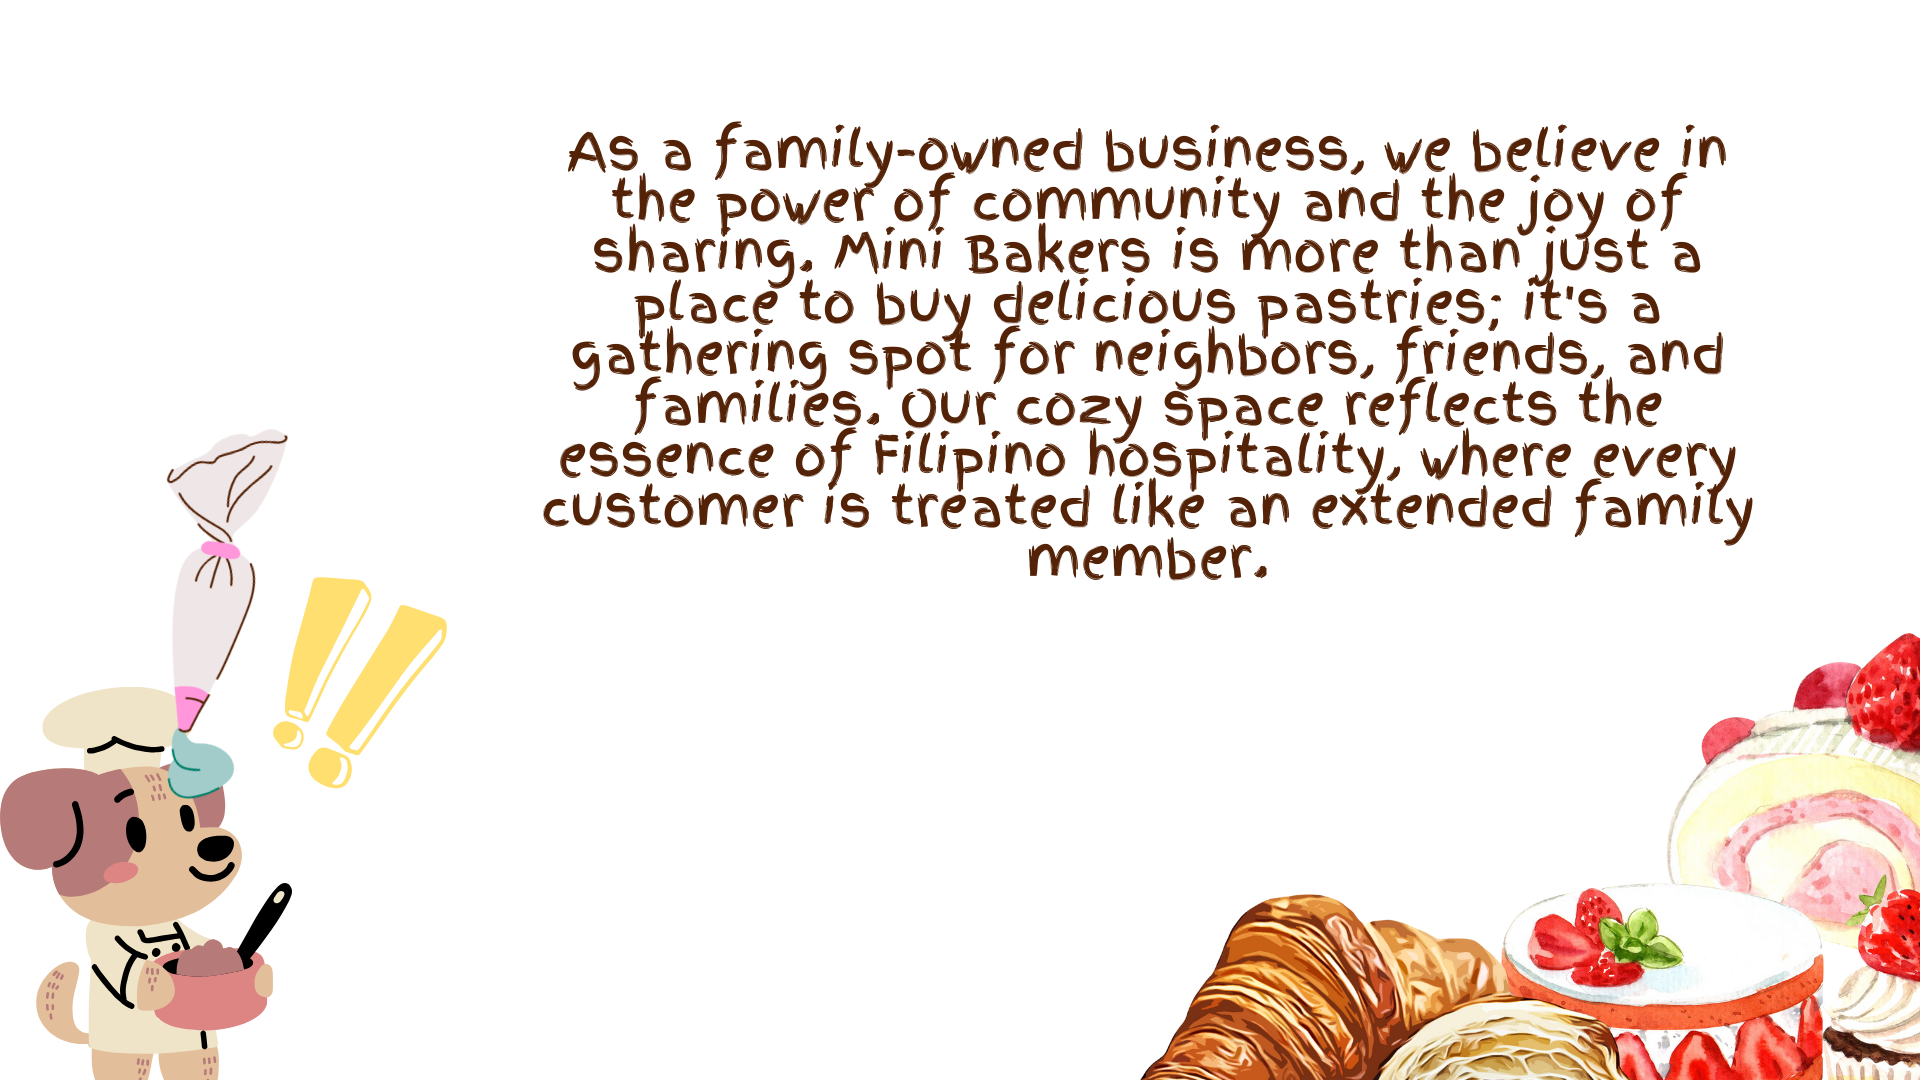 As a family-owned business, we believe in
the power of community and the joy of
sharing. Mini Bakers is more than just a
place to buy delicious pastries; it's a
gathering spot for neighbors, friends, and
families. Our cozy space reflects the
essence of Filipino hospitality, where every
customer is treated like an extended family
member.